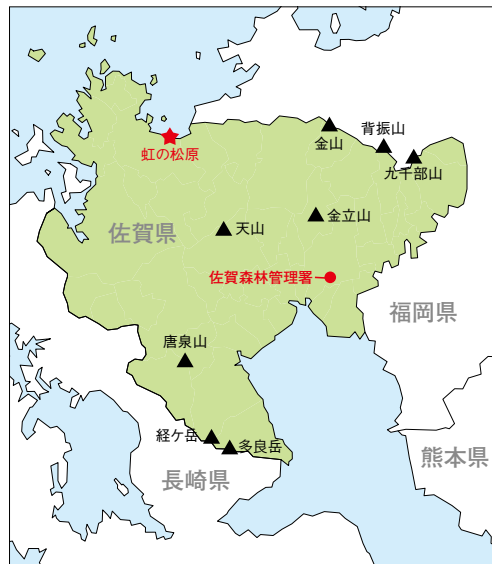 背振山
金山
虹の松原
九千部山
金立山
天山
佐賀県
佐賀森林管理署
福岡県
唐泉山
経ケ岳
多良岳
熊本県
長崎県